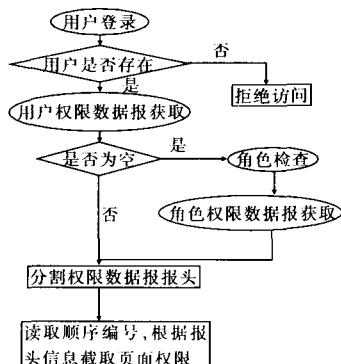 用户登录
否
用户是否存在
是
拒绝访问
用户权限数据报获取
是
是否为空
角色检查
否
角色权限数据报获取
分割权限数据报报头
读取顺序编号,根据报
头信息截取页面权限